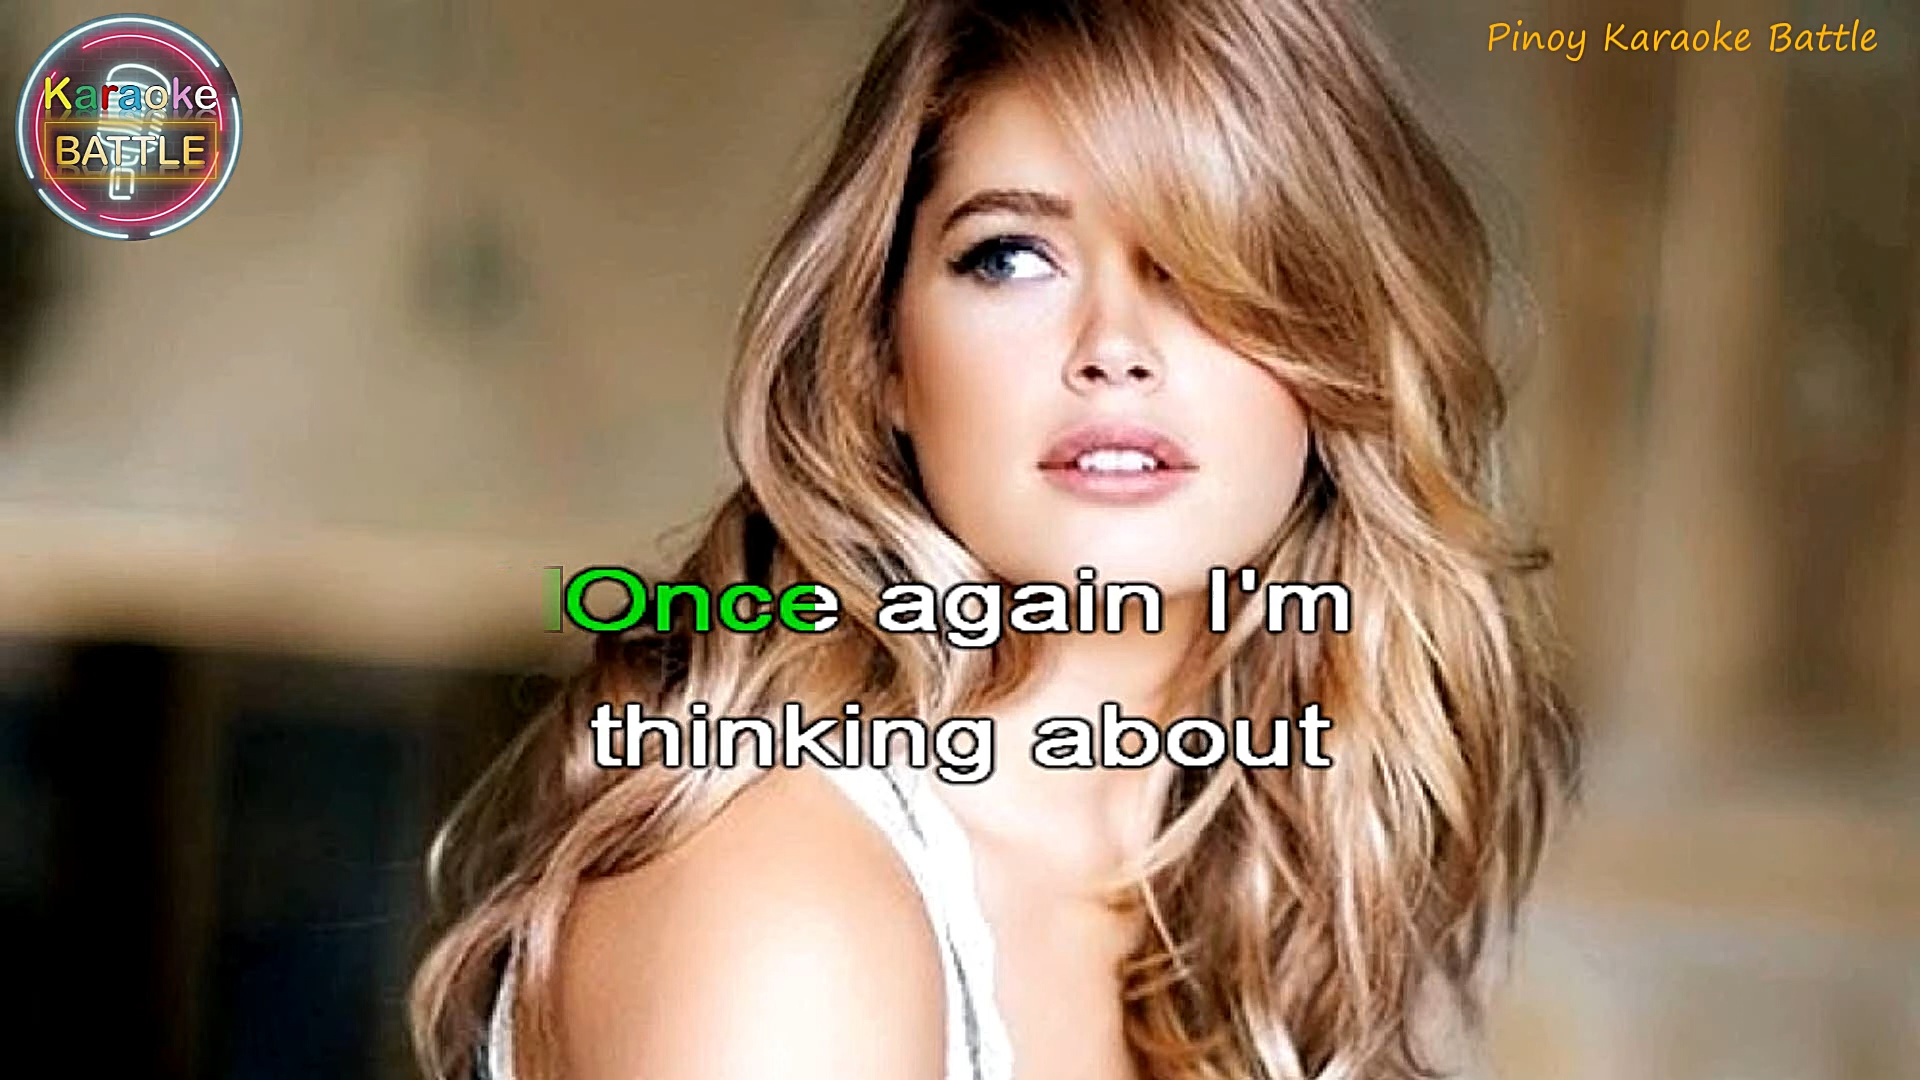 Karaoke
BATTLE
Pinoy Karaoke Battle
Once again I'm
thinking about